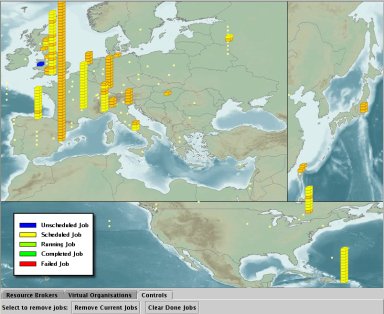 Unscheduled Job
Scheduled Job
Running Job
Completed Job
Failed Job
Resource Brokers Virtual Organisations Controls
Select to remove jobs: Remove Current Jobs Clear Done Jobs